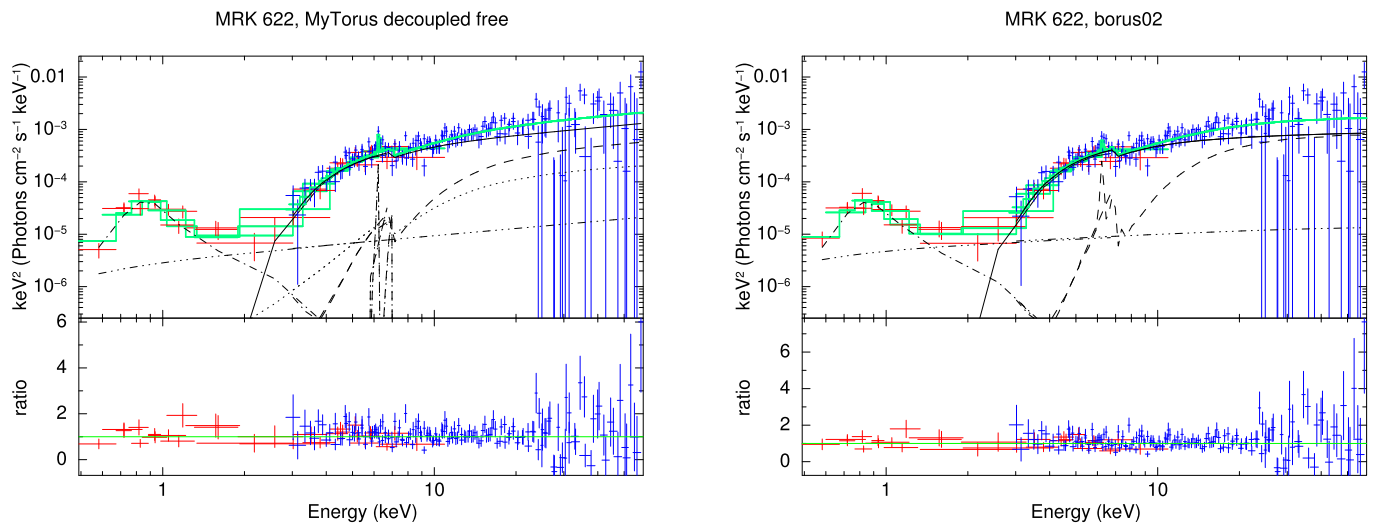 MRK 622, MyTorus decoupled free
keV² (Photons cm⁻² s⁻¹ keV⁻¹)
0.01
10⁻³
10⁻⁴
10⁻⁵
10⁻⁶
ratio
6
4
2
0
1
10
Energy (keV)
MRK 622, borus02
keV² (Photons cm⁻² s⁻¹ keV⁻¹)
0.01
10⁻³
10⁻⁴
10⁻⁵
10⁻⁶
ratio
6
4
2
0
1
10
Energy (keV)